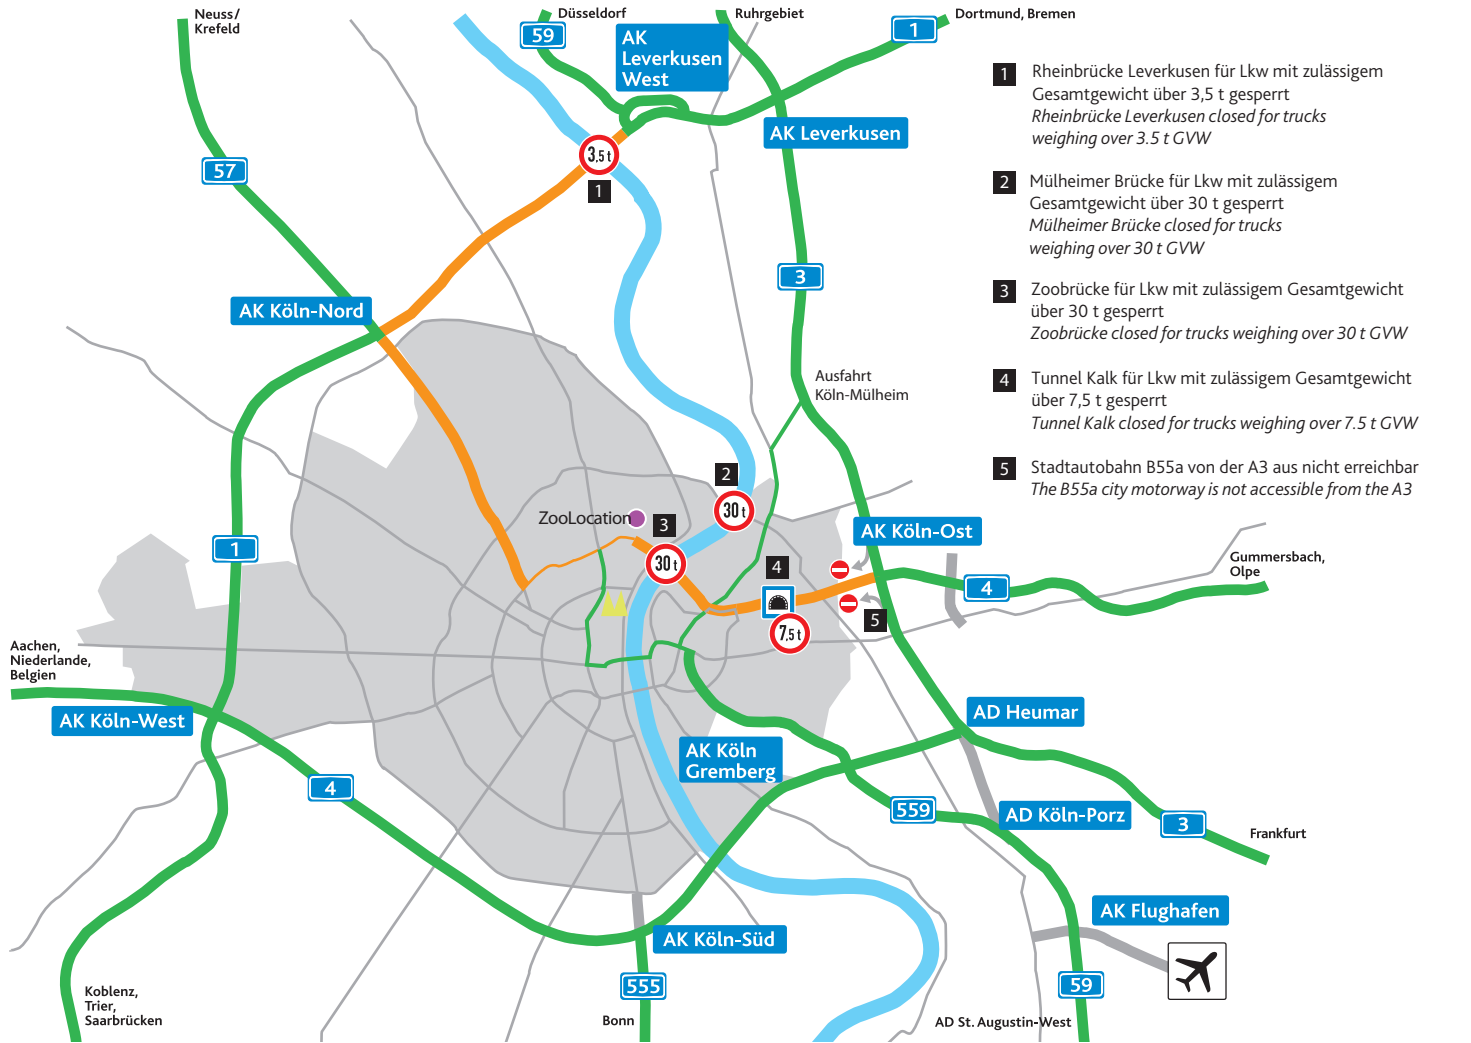 Neuss/
Krefeld
Düsseldorf
59
AK
Leverkusen
West
Ruhrgebiet
1
Dortmund, Bremen
AK Leverkusen
57
3,5 t
1
3
AK Köln-Nord
Ausfahrt
Köln-Mülheim
2
30 t
ZooLocation
3
30 t
4
7,5 t
5
AK Köln-Ost
4
Gummersbach,
Olpe
1
Aachen,
Niederlande,
Belgien
AK Köln-West
4
AD Heumar
AK Köln
Gremberg
559
AD Köln-Porz
3
Frankfurt
AK Flughafen
AK Köln-Süd
555
59
Koblenz,
Trier,
Saarbrücken
Bonn
AD St. Augustin-West
1 Rheinbrücke Leverkusen für Lkw mit zulässigem
Gesamtgewicht über 3,5 t gesperrt
Rheinbrücke Leverkusen closed for trucks
weighing over 3.5 t GVW
2 Mülheimer Brücke für Lkw mit zulässigem
Gesamtgewicht über 30 t gesperrt
Mülheimer Brücke closed for trucks
weighing over 30 t GVW
3 Zoobrücke für Lkw mit zulässigem Gesamtgewicht
über 30 t gesperrt
Zoobrücke closed for trucks weighing over 30 t GVW
4 Tunnel Kalk für Lkw mit zulässigem Gesamtgewicht
über 7,5 t gesperrt
Tunnel Kalk closed for trucks weighing over 7.5 t GVW
5 Stadtautobahn B55a von der A3 aus nicht erreichbar
The B55a city motorway is not accessible from the A3